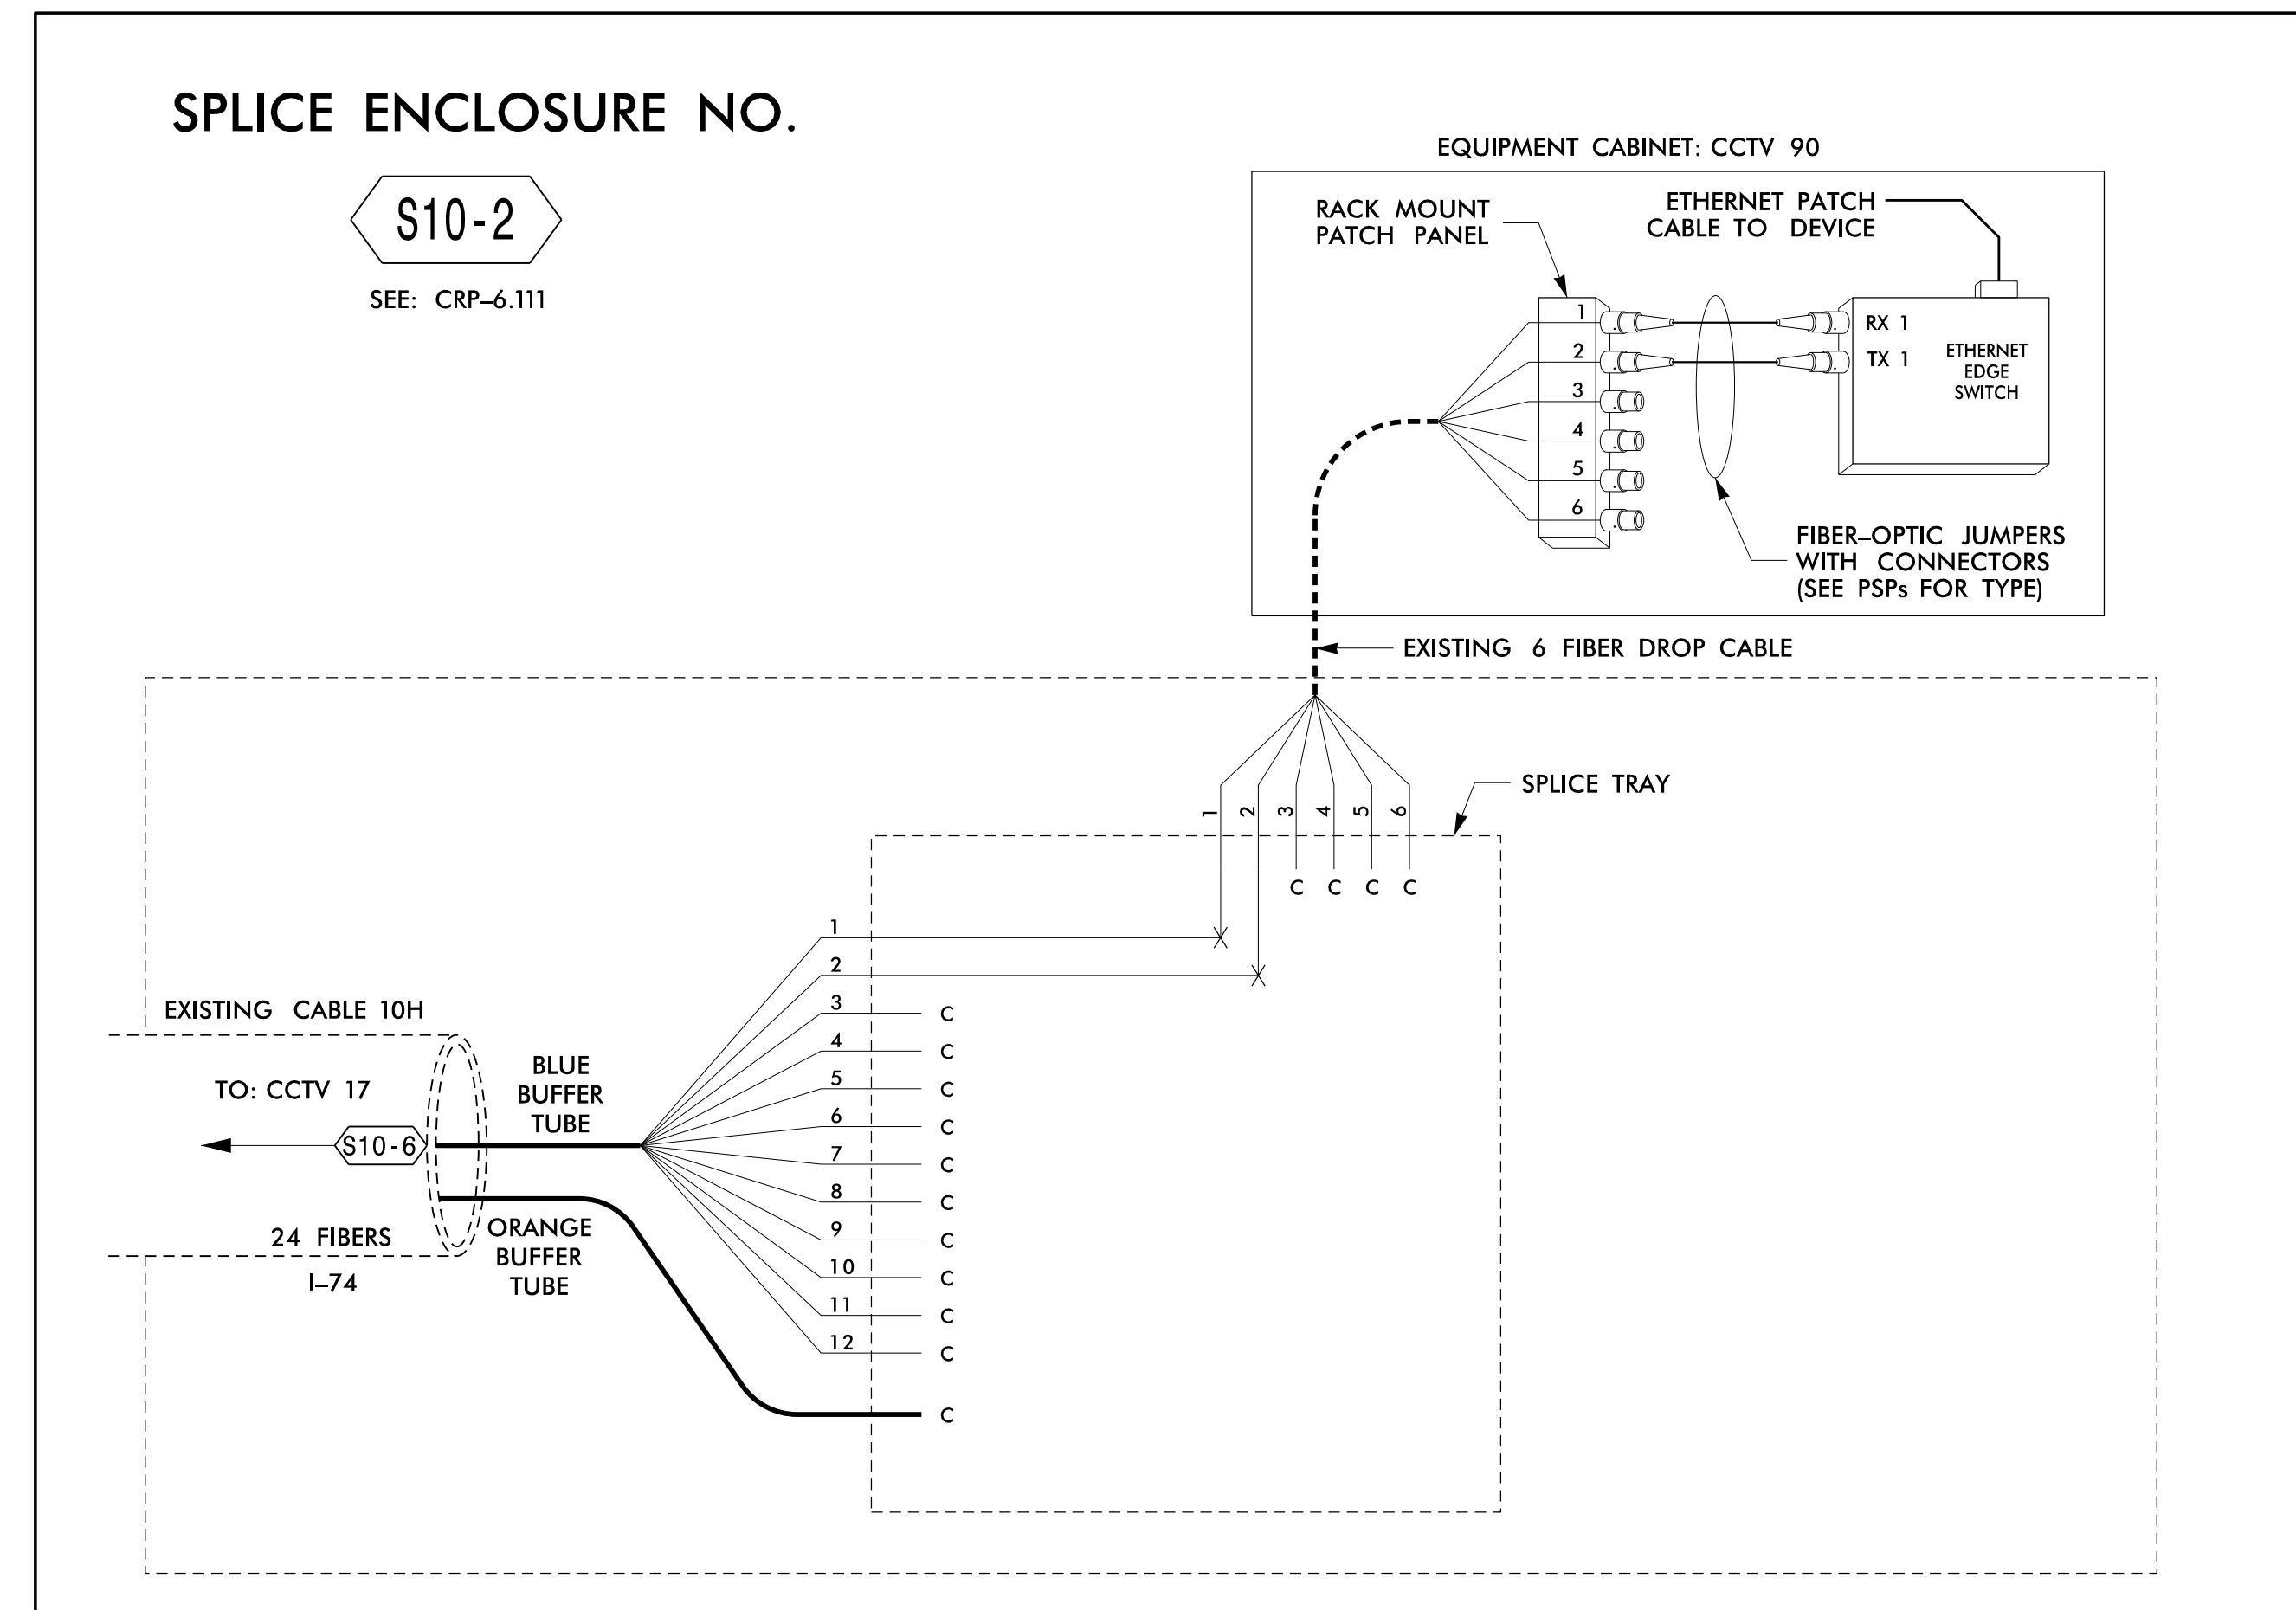 SPLICE ENCLOSURE NO.
S10-2
SEE: CRP-6.111
EQUIPMENT CABINET: CCTV 90
RACK MOUNT
PATCH PANEL
ETHERNET PATCH
CABLE TO DEVICE
1
2
3
4
5
6
RX 1
TX 1
ETHERNET
EDGE
SWITCH
FIBER-OPTIC JUMPERS
WITH CONNECTORS
(SEE PSPs FOR TYPE)
EXISTING 6 FIBER DROP CABLE
SPLICE TRAY
1 2 3 4 5 6
C C C C
1
2
3 C
4 C
5 C
6 C
7 C
8 C
9 C
10 C
11 C
12 C
C
EXISTING CABLE 10H
TO: CCTV 17
S10-6
24 FIBERS
I-74
BLUE
BUFFER
TUBE
ORANGE
BUFFER
TUBE